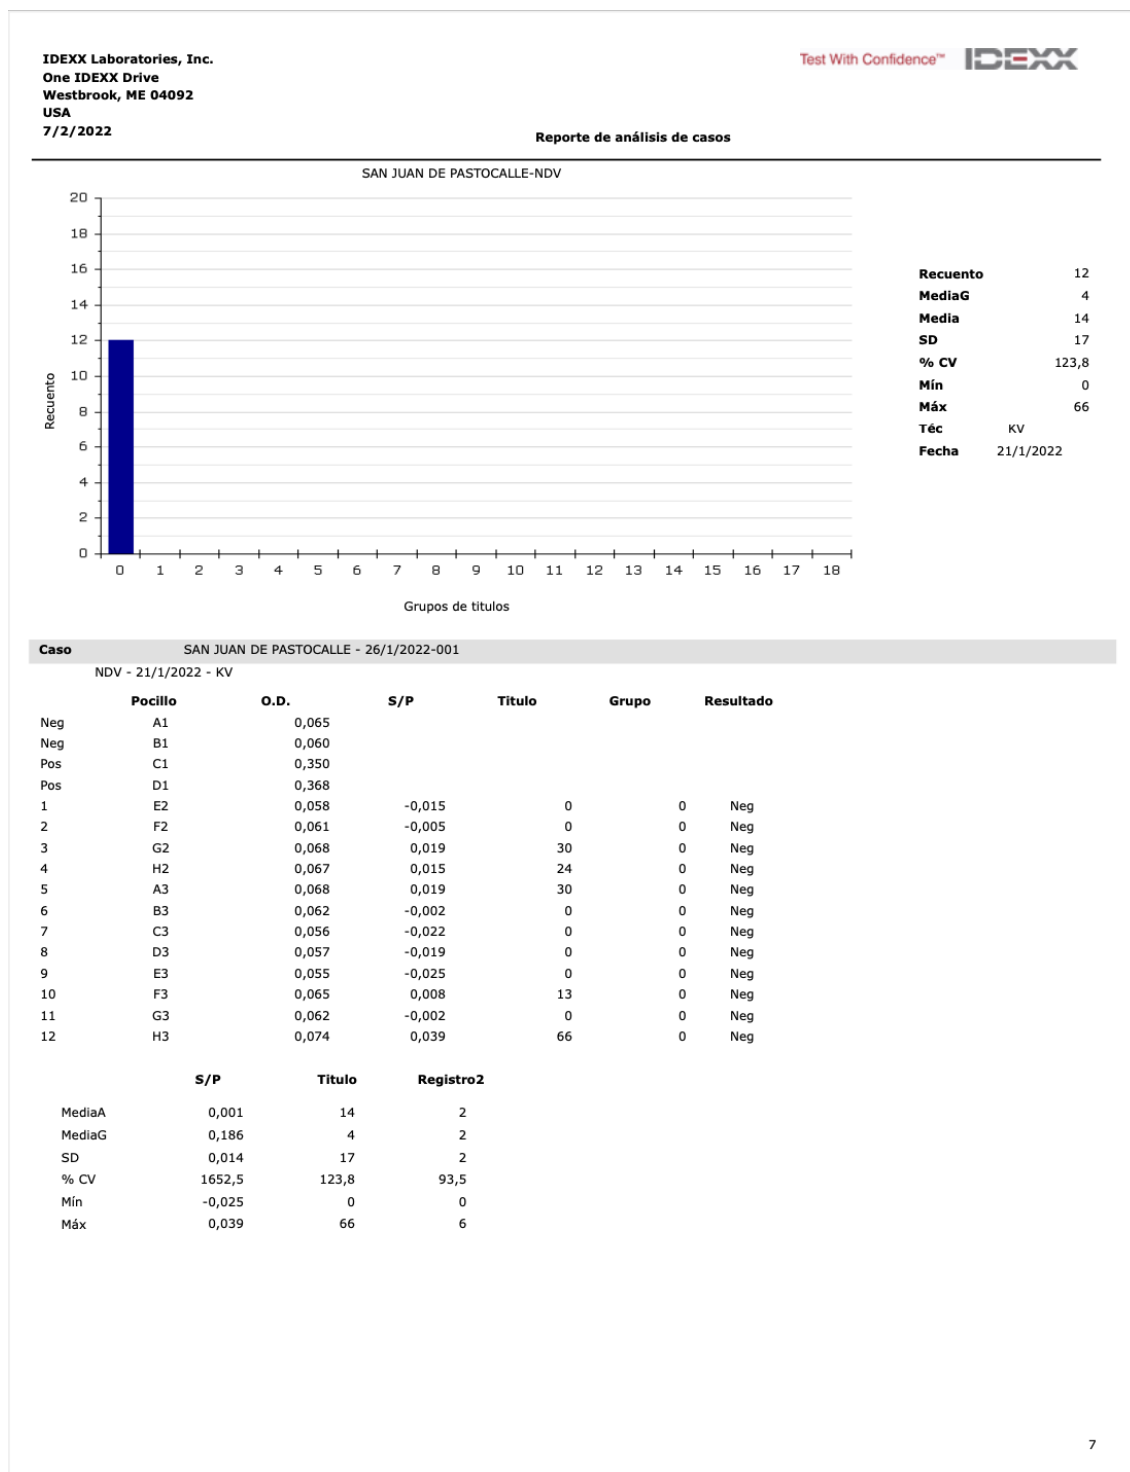 IDEXX Laboratories, Inc.
One IDEXX Drive
Westbrook, ME 04092
USA
7/2/2022
Test With Confidence™ IDEXX
Reporte de análisis de casos
SAN JUAN DE PASTOCALLE-NDV
20
18
16
14
12
10
8
6
4
2
0
Recuento
0 1 2 3 4 5 6 7 8 9 10 11 12 13 14 15 16 17 18
Grupos de titulos
Recuento 12
MediaG 4
Media 14
SD 17
% CV 123,8
Mín 0
Máx 66
Téc KV
Fecha 21/1/2022
Caso SAN JUAN DE PASTOCALLE - 26/1/2022-001
NDV - 21/1/2022 - KV
Pocillo O.D. S/P Titulo Grupo Resultado
Neg A1 0,065
Neg B1 0,060
Pos C1 0,350
Pos D1 0,368
1 E2 0,058 -0,015 0 0 Neg
2 F2 0,061 -0,005 0 0 Neg
3 G2 0,068 0,019 30 0 Neg
4 H2 0,067 0,015 24 0 Neg
5 A3 0,068 0,019 30 0 Neg
6 B3 0,062 -0,002 0 0 Neg
7 C3 0,056 -0,022 0 0 Neg
8 D3 0,057 -0,019 0 0 Neg
9 E3 0,055 -0,025 0 0 Neg
10 F3 0,065 0,008 13 0 Neg
11 G3 0,062 -0,002 0 0 Neg
12 H3 0,074 0,039 66 0 Neg
S/P Titulo Registro2
MediaA 0,001 14 2
MediaG 0,186 4 2
SD 0,014 17 2
% CV 1652,5 123,8 93,5
Mín -0,025 0 0
Máx 0,039 66 6
7